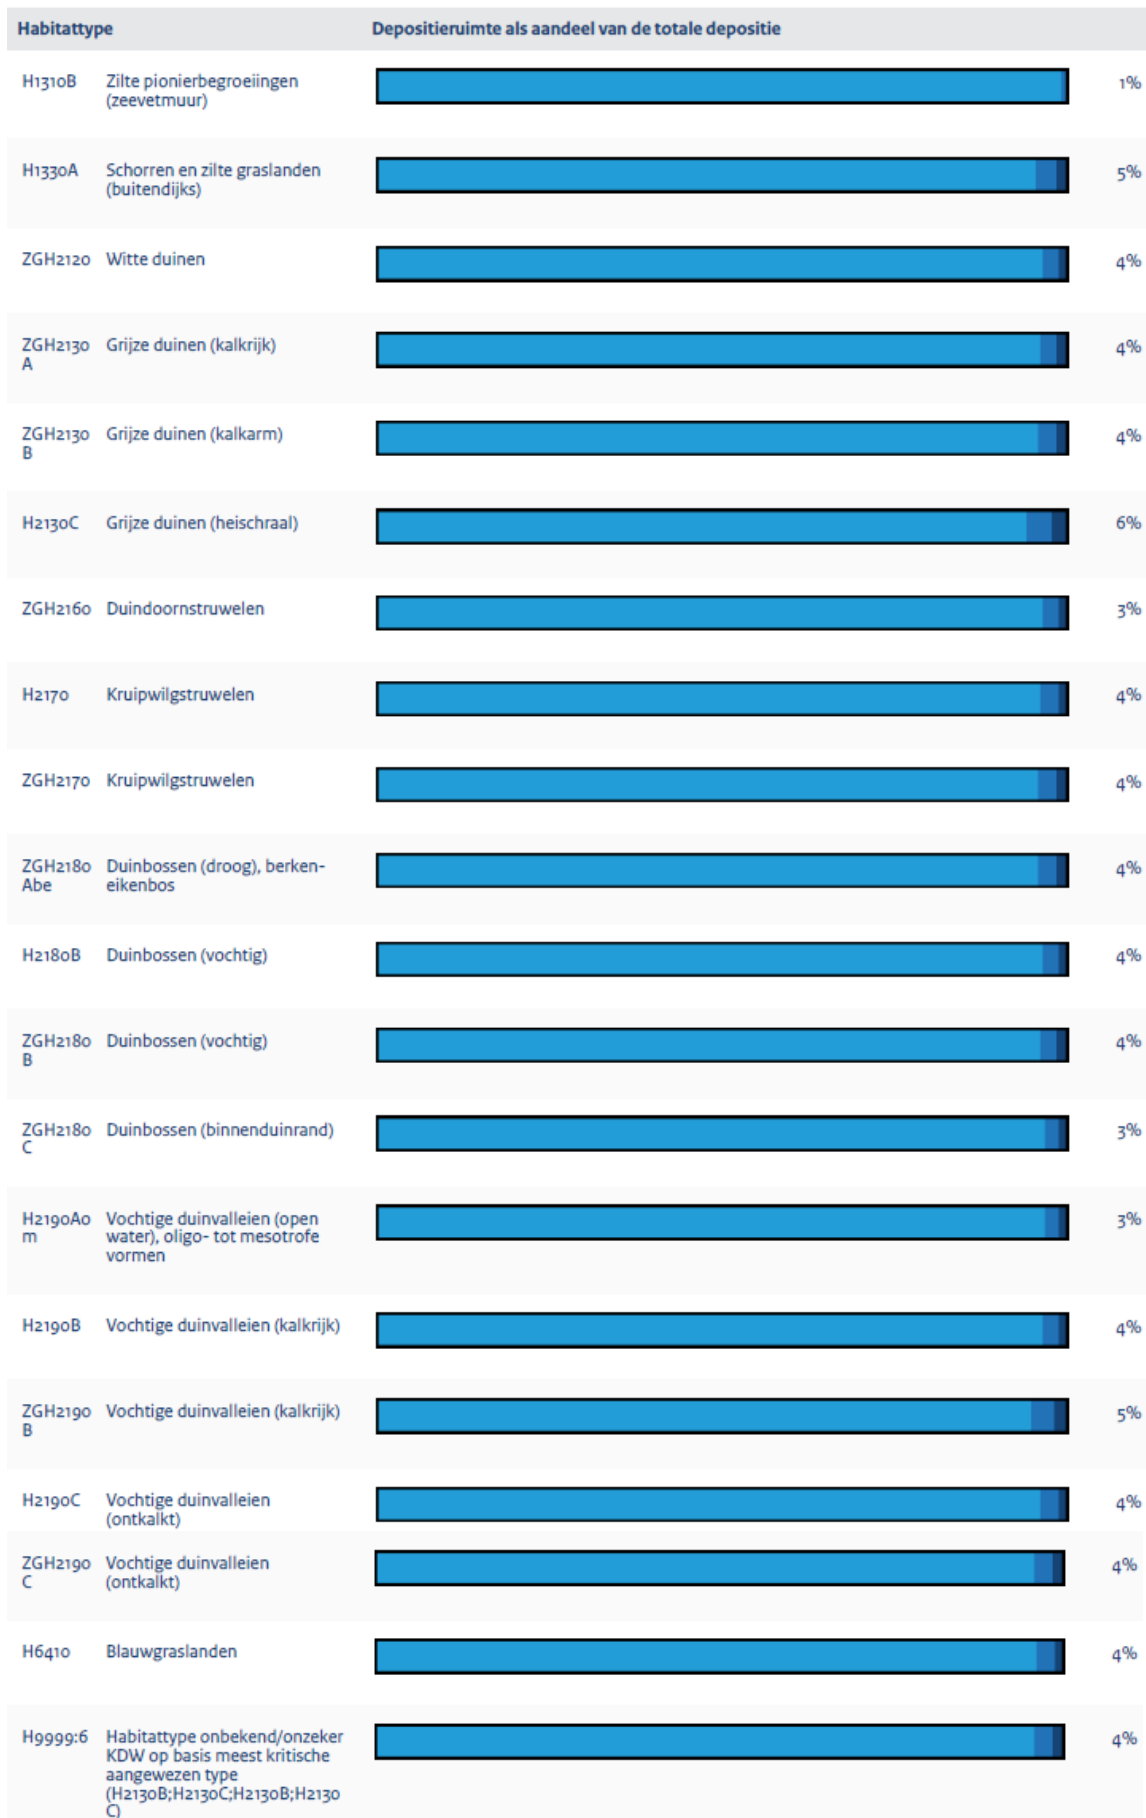 Habitattype Depositieruimte als aandeel van de totale depositie
H1310B Zilte pionierbegroeiingen 1%
(zeevetmuur)
H1330A Schorren en zilte graslanden 5%
(buitendijks)
ZGH2120 Witte duinen 4%
ZGH2130 Grijze duinen (kalkrijk) 4%
A
ZGH2130 Grijze duinen (kalkarm) 4%
B
H2130C Grijze duinen (heischraal) 6%
ZGH2160 Duindoornstruwelen 3%
H2170 Kruipwilgstruwelen 4%
ZGH2170 Kruipwilgstruwelen 4%
ZGH2180 Duinbossen (droog), berken- 4%
Abe eikenbos
H2180B Duinbossen (vochtig) 4%
ZGH2180 Duinbossen (vochtig) 4%
B
ZGH2180 Duinbossen (binnenduinrand) 3%
C
H2190Ao Vochtige duinvalleien (open 3%
m water), oligo- tot mesotrofe
vormen
H2190B Vochtige duinvalleien (kalkrijk) 4%
ZGH2190 Vochtige duinvalleien (kalkrijk) 5%
B
H2190C Vochtige duinvalleien 4%
(ontkalkt)
ZGH2190 Vochtige duinvalleien 4%
C (ontkalkt)
H6410 Blauwgraslanden 4%
H9999:6 Habitattype onbekend/onzeker 4%
KDW op basis meest kritische
aangewezen type
(H2130B;H2130C;H2130B;H2130
C)